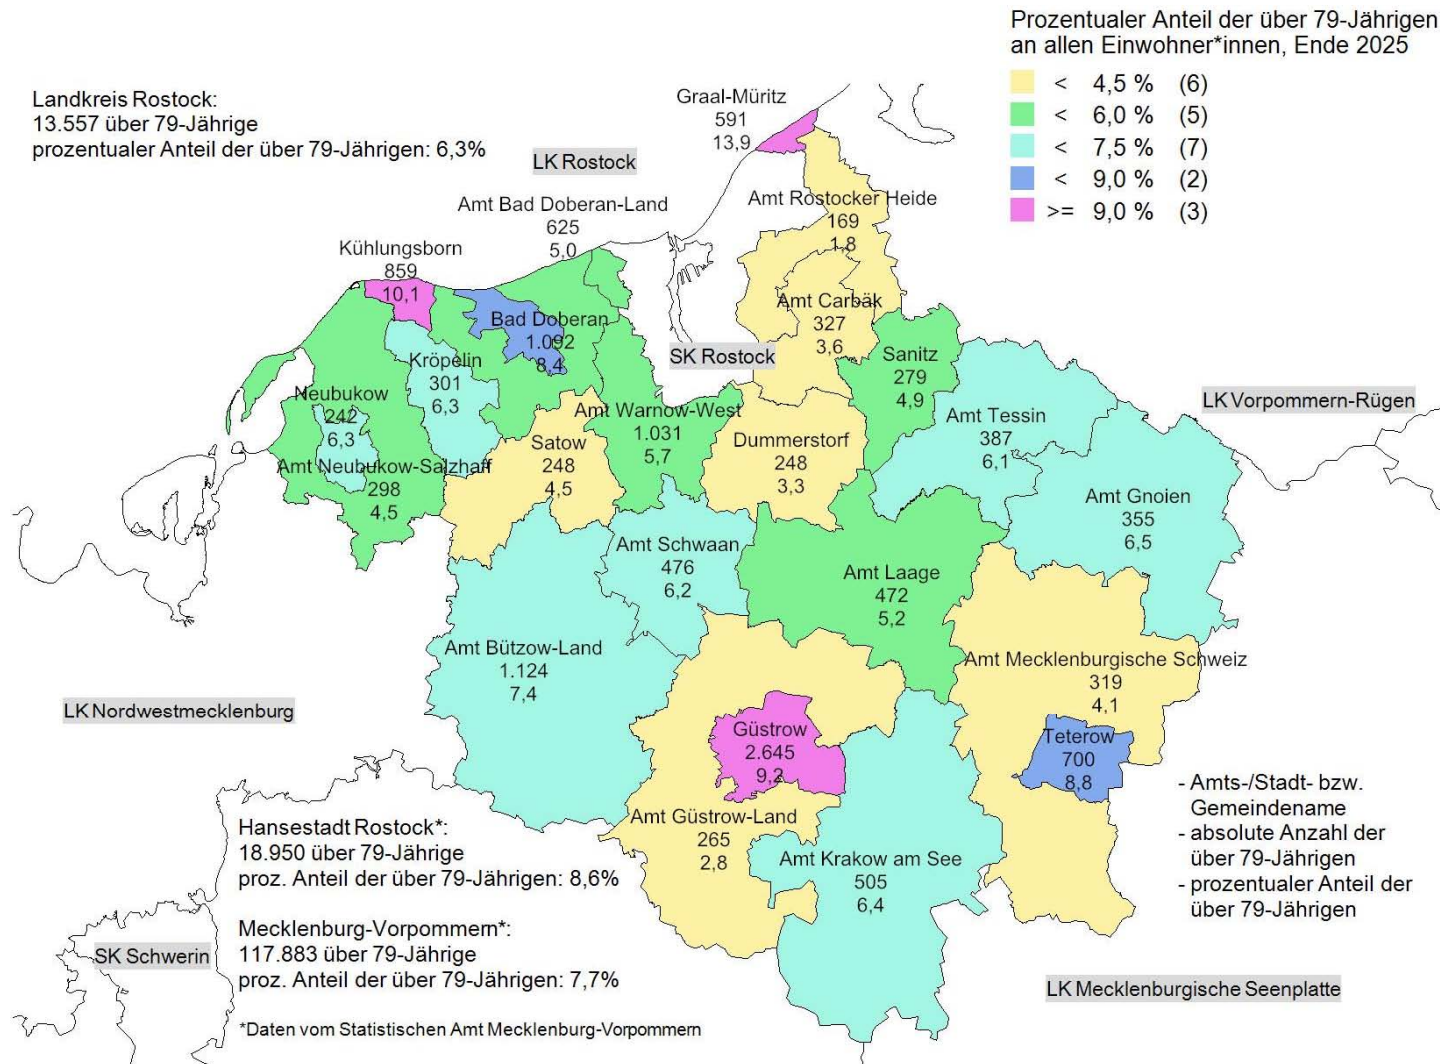 Prozentualer Anteil der über 79-Jährigen
an allen Einwohner*innen, Ende 2025
< 4,5 % (6)
< 6,0 % (5)
< 7,5 % (7)
< 9,0 % (2)
>= 9,0 % (3)
Landkreis Rostock:
13.557 über 79-Jährige
prozentualer Anteil der über 79-Jährigen: 6,3%
Graal-Müritz
591
13,9
LK Rostock
Amt Rostocker Heide
169
1,8
Amt Bad Doberan-Land
625
5,0
Kühlungsborn
859
10,1
Amt Carbäk
327
3,6
Bad Doberan
1.092
8,4
SK Rostock
Sanitz
279
4,9
Kröpelin
301
6,3
Neubukow
242
6,3
LK Vorpommern-Rügen
Amt Warnow-West
1.031
5,7
Amt Tessin
387
6,1
Satow
248
4,5
Dummerstorf
248
3,3
Amt Neubukow-Salzhaff
298
4,5
Amt Gnoien
355
6,5
Amt Schwaan
476
6,2
Amt Laage
472
5,2
Amt Bützow-Land
1.124
7,4
Amt Mecklenburgische Schweiz
319
4,1
LK Nordwestmecklenburg
Güstrow
2.645
9,2
Teterow
700
8,8
- Amts-/Stadt- bzw.
Gemeindename
- absolute Anzahl der
über 79-Jährigen
- prozentualer Anteil der
über 79-Jährigen
Amt Güstrow-Land
265
2,8
Hansestadt Rostock*:
18.950 über 79-Jährige
proz. Anteil der über 79-Jährigen: 8,6%
Amt Krakow am See
505
6,4
Mecklenburg-Vorpommern*:
117.883 über 79-Jährige
proz. Anteil der über 79-Jährigen: 7,7%
SK Schwerin
LK Mecklenburgische Seenplatte
*Daten vom Statistischen Amt Mecklenburg-Vorpommern